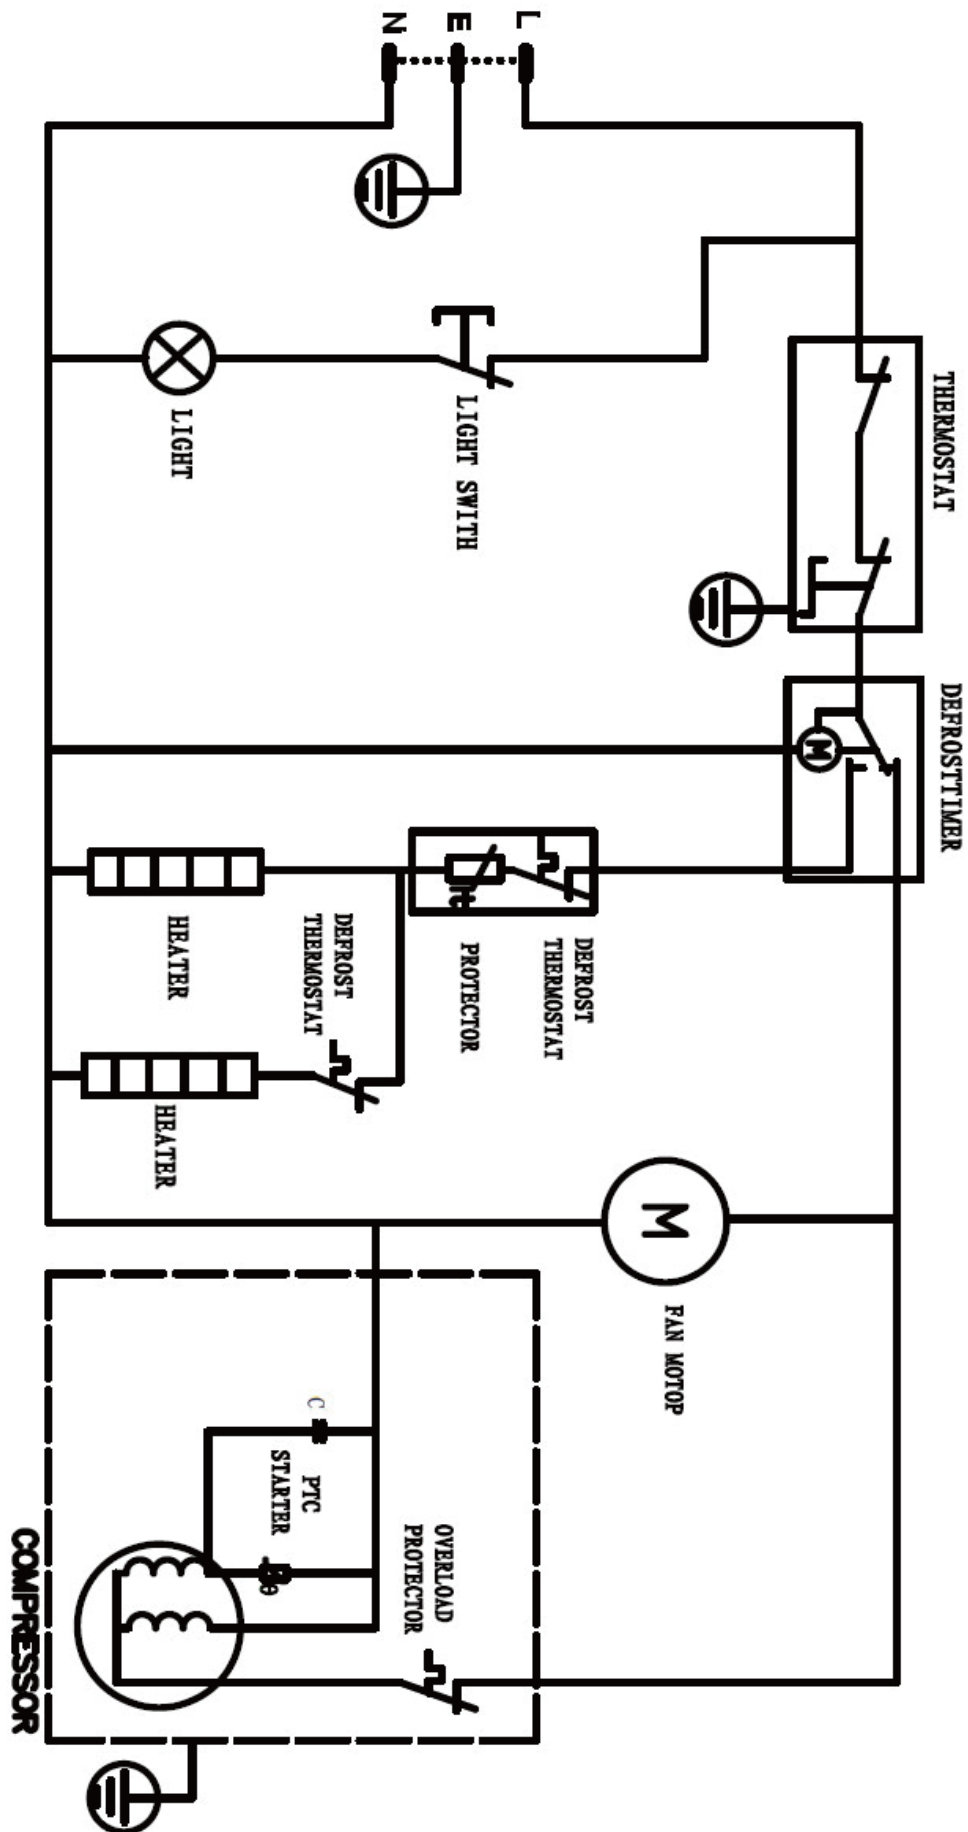 THERMOSTAT
DEFROSTTIMER
M
L
E
N
LIGHT SWITH
DEFROST
THERMOSTAT
PROTECTOR
t
M
FAN MOTOP
OVERLOAD
PROTECTOR
DEFROST
THERMOSTAT
C
PTC
STARTER
θ
LIGHT
HEATER
HEATER
COMPRESSOR